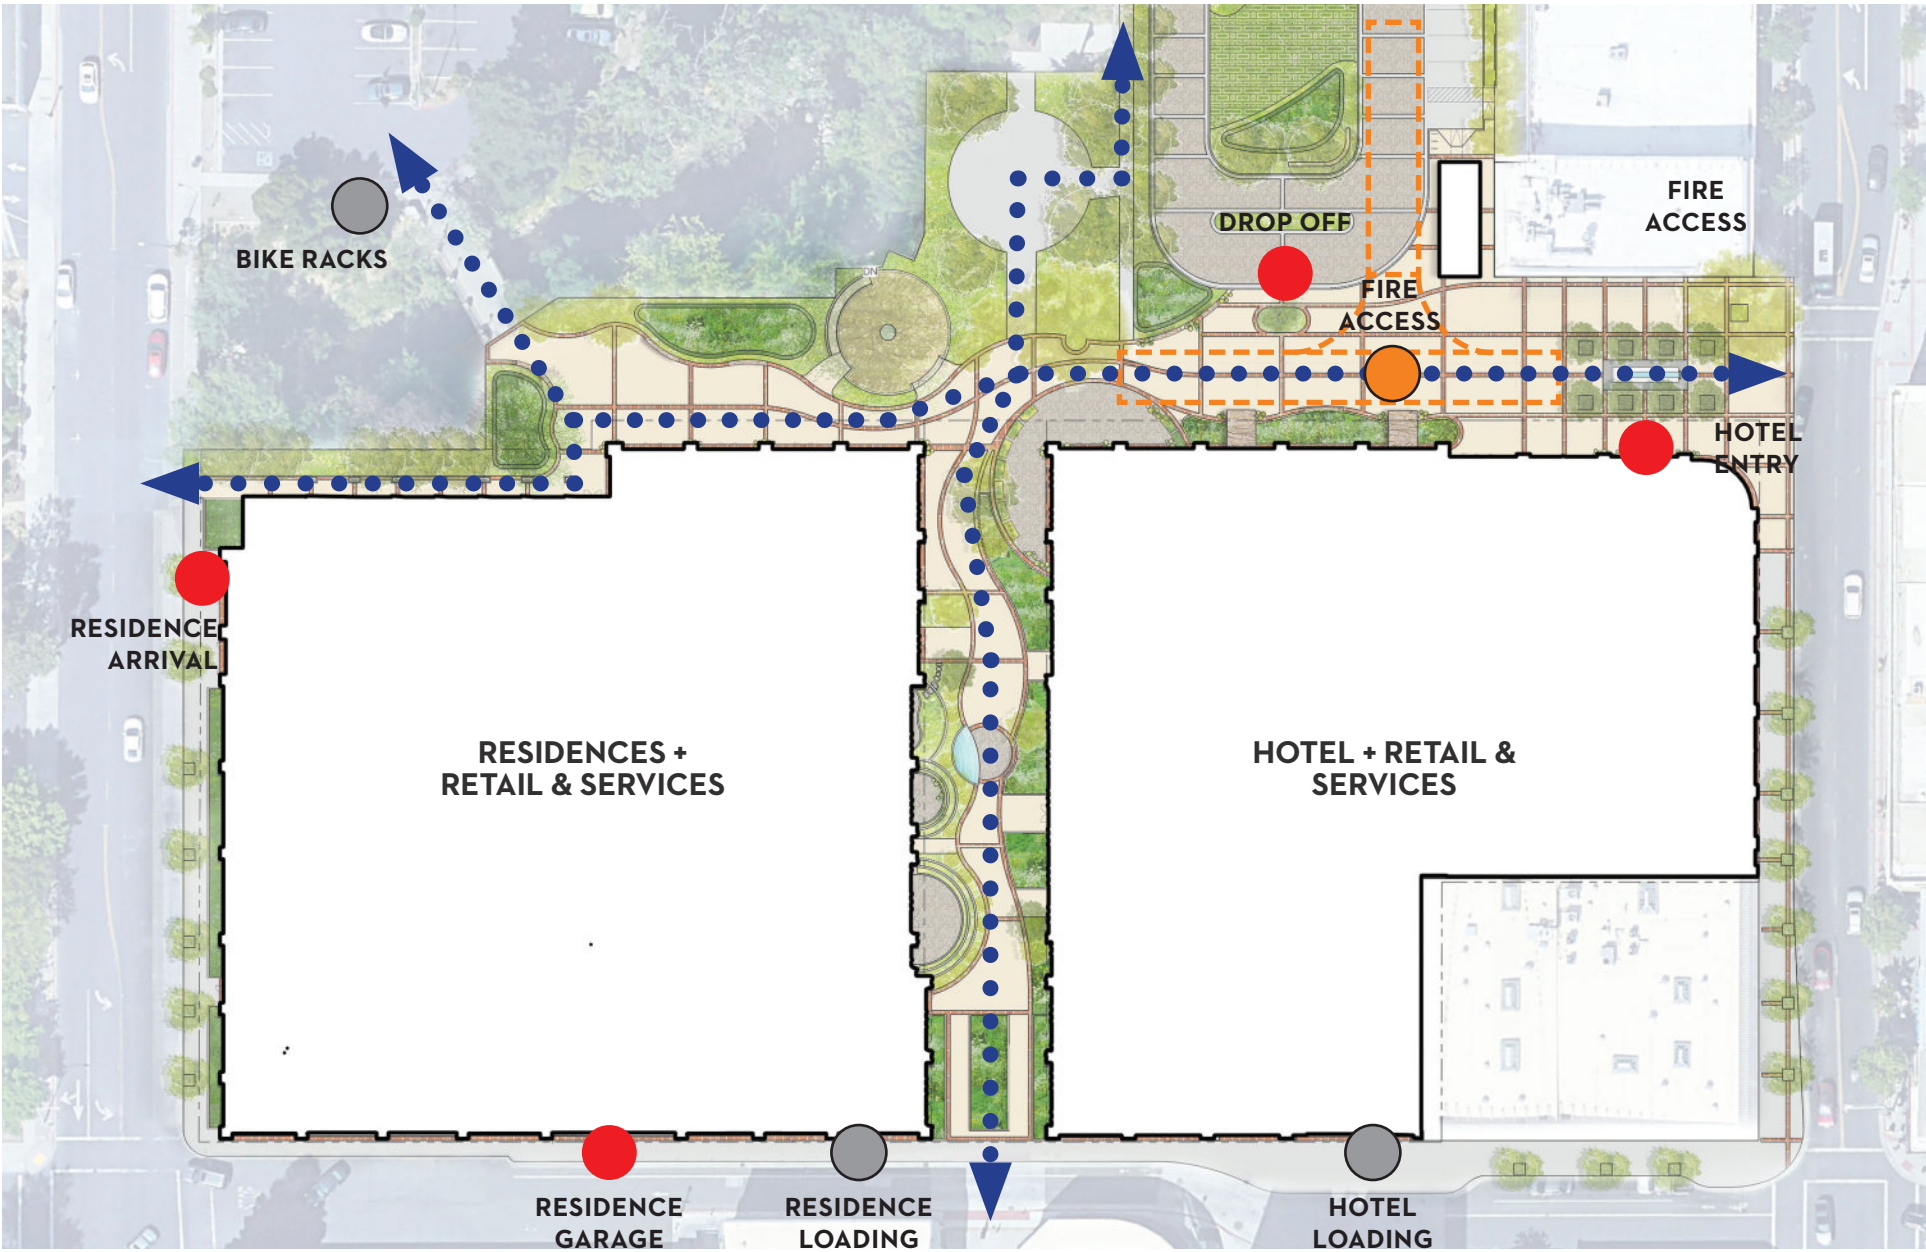 FIRE
ACCESS
DROP OFF
BIKE RACKS
DN
FIRE
ACCESS
HOTEL
ENTRY
RESIDENCE
ARRIVAL
RESIDENCES +
RETAIL & SERVICES
HOTEL + RETAIL &
SERVICES
RESIDENCE
GARAGE
RESIDENCE
LOADING
HOTEL
LOADING